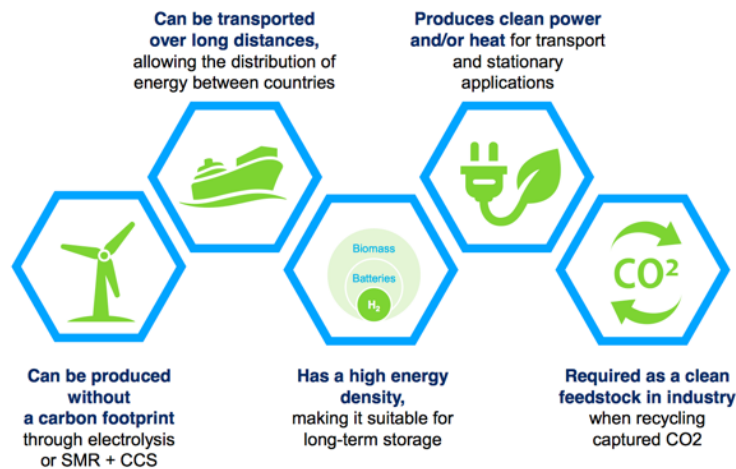 Can be transported
over long distances,
allowing the distribution of
energy between countries
Produces clean power
and/or heat for transport
and stationary
applications
Biomass
Batteries
H₂
CO²
Can be produced
without
a carbon footprint
through electrolysis
or SMR + CCS
Has a high energy
density,
making it suitable for
long-term storage
Required as a clean
feedstock in industry
when recycling
captured CO2